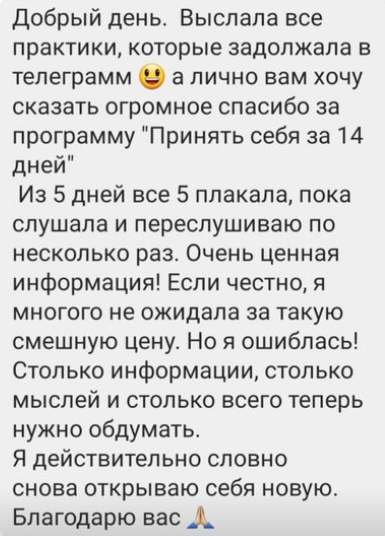 Добрый день.  Выслала все
практики, которые задолжала в
телеграмм 😃 а лично вам хочу
сказать огромное спасибо за
программу "Принять себя за 14
дней"
Из 5 дней все 5 плакала, пока
слушала и переслушиваю по
несколько раз. Очень ценная
информация! Если честно, я
многого не ожидала за такую
смешную цену. Но я ошиблась!
Столько информации, столько
мыслей и столько всего теперь
нужно обдумать.
Я действительно словно
снова открываю себя новую.
Благодарю вас 🙏🏼